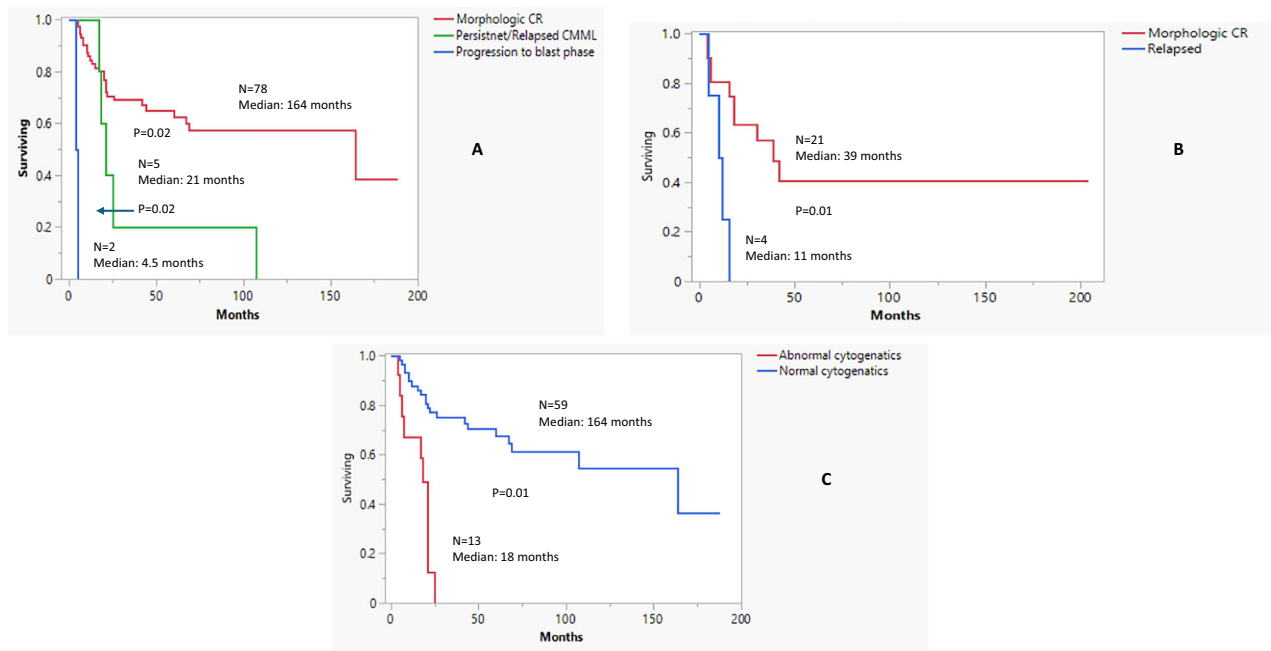 Morphologic CR
Persistnet/Relapsed CMML
Progression to blast phase
1.0
0.8
0.6
0.4
0.2
0
Surviving
N=78
Median: 164 months
P=0.02
N=5
Median: 21 months
P=0.02
N=2
Median: 4.5 months
0 50 100 150 200
Months
A
Morphologic CR
Relapsed
1.0
0.8
0.6
0.4
0.2
0
Surviving
N=21
Median: 39 months
P=0.01
N=4
Median: 11 months
0 50 100 150 200
Months
B
Abnormal cytogenatics
Normal cytogenatics
1.0
0.8
0.6
0.4
0.2
0
Surviving
N=59
Median: 164 months
P=0.01
N=13
Median: 18 months
0 50 100 150 200
Months
C